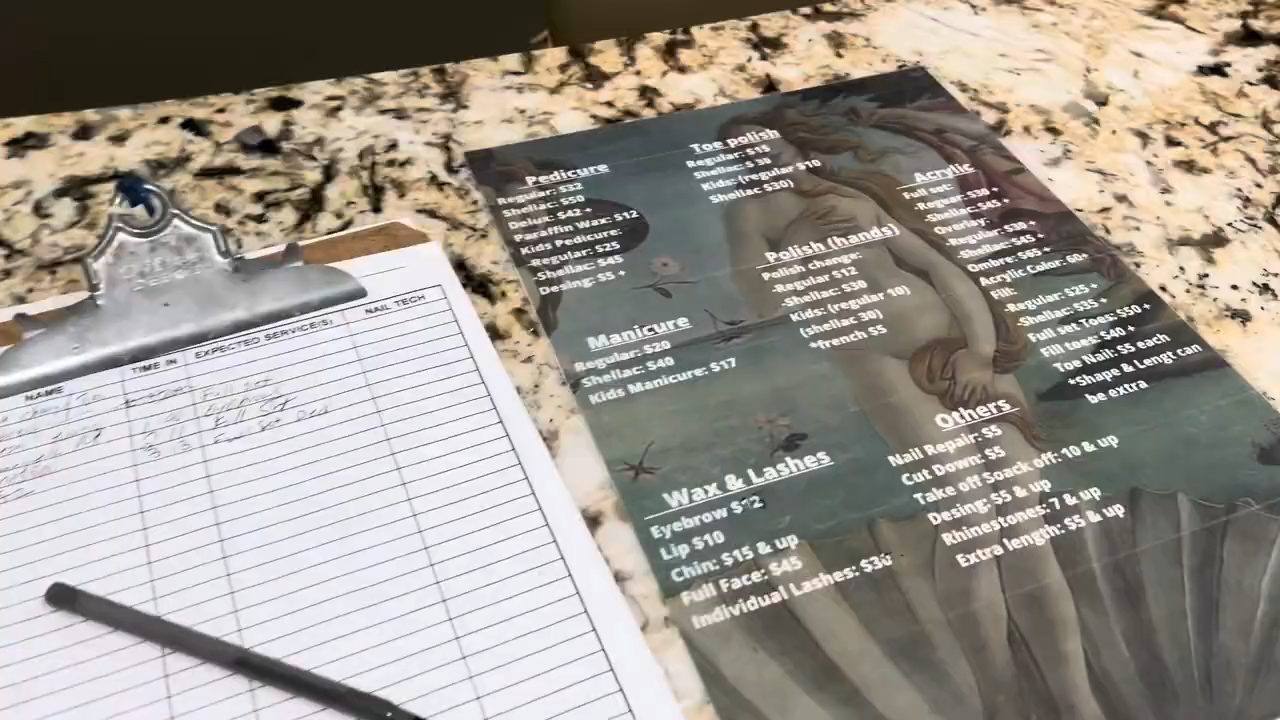 NAME
TIME IN
EXPECTED SERVICE(S)
NAIL TECH
Full Set
Full Set
Pedicure
Regular: $32
Shellac: $50
Delux: $42 +
Paraffin Wax: $12
Kids Pedicure:
-Regular: $25
-Shellac: $45
Desing: $5 +
Manicure
Regular: $20
Shellac: $40
Kids Manicure: $17
Wax & Lashes
Eyebrow $12
Lip $10
Chin: $15 & up
Full Face: $45
Individual Lashes: $30
Toe polish
Regular: $15
Shellac: $ 30
Kids: (regular $10
Shellac $30)
Polish (hands)
Polish change:
-Regular: $12
-Shellac: $30
Kids: (regular 10)
(shellac 30)
*french $5
Others
Nail Repair: $5
Cut Down: $5
Take off Soack off: 10 & up
Desing: $5 & up
Rhinestones: 7 & up
Extra length: $5 & up
Acrylic
Full set:
-Reguar: $30 +
-Shellac: $45 +
Overlay:
-Regular: $30 +
-Shellac: $45 +
Ombre: $65 +
Acrylic Color: 60+
Fill:
-Regular: $25 +
-Shellac: $35 +
Full set Toes: $50 +
Fill toes: $40 +
Toe Nail: $5 each
*Shape & Lengt can
be extra